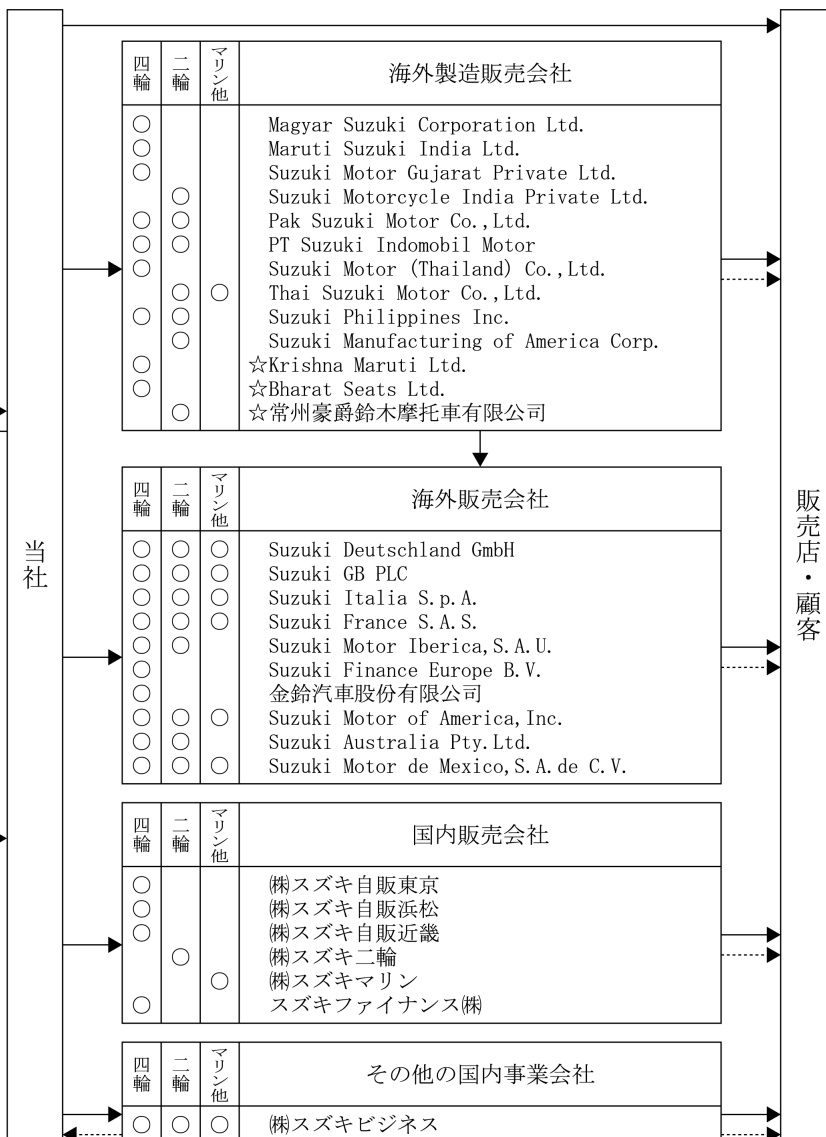 当社
四輪 二輪 マリン他 海外製造販売会社
○ Magyar Suzuki Corporation Ltd.
○ Maruti Suzuki India Ltd.
○ Suzuki Motor Gujarat Private Ltd.
○ Suzuki Motorcycle India Private Ltd.
○ ○ Pak Suzuki Motor Co.,Ltd.
○ ○ PT Suzuki Indomobil Motor
○ Suzuki Motor (Thailand) Co.,Ltd.
○ ○ Thai Suzuki Motor Co.,Ltd.
○ ○ Suzuki Philippines Inc.
○ Suzuki Manufacturing of America Corp.
○ ☆Krishna Maruti Ltd.
○ ☆Bharat Seats Ltd.
○ ☆常州豪爵鈴木摩托車有限公司
四輪 二輪 マリン他 海外販売会社
○ ○ ○ Suzuki Deutschland GmbH
○ ○ ○ Suzuki GB PLC
○ ○ ○ Suzuki Italia S.p.A.
○ ○ ○ Suzuki France S.A.S.
○ ○ Suzuki Motor Iberica,S.A.U.
○ Suzuki Finance Europe B.V.
○ 金鈴汽車股份有限公司
○ ○ ○ Suzuki Motor of America,Inc.
○ ○ Suzuki Australia Pty.Ltd.
○ ○ ○ Suzuki Motor de Mexico,S.A.de C.V.
四輪 二輪 マリン他 国内販売会社
○ ㈱スズキ自販東京
○ ㈱スズキ自販浜松
○ ㈱スズキ自販近畿
○ ㈱スズキ二輪
○ ㈱スズキマリン
○ スズキファイナンス㈱
四輪 二輪 マリン他 その他の国内事業会社
○ ○ ○ ㈱スズキビジネス
販売店・顧客